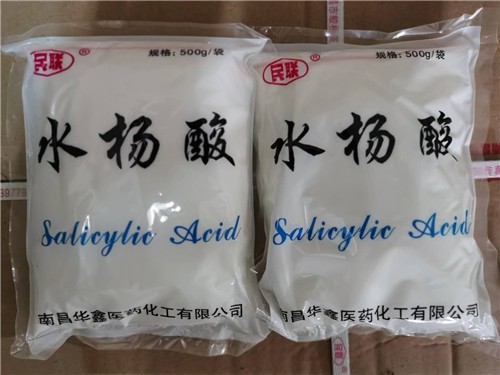 民联
规格：500g/袋
水杨酸
Salicylic Acid
南昌华鑫医药化工有限公司
民联
规格：500g/袋
水杨酸
Salicylic Acid
南昌华鑫医药化工有限公司